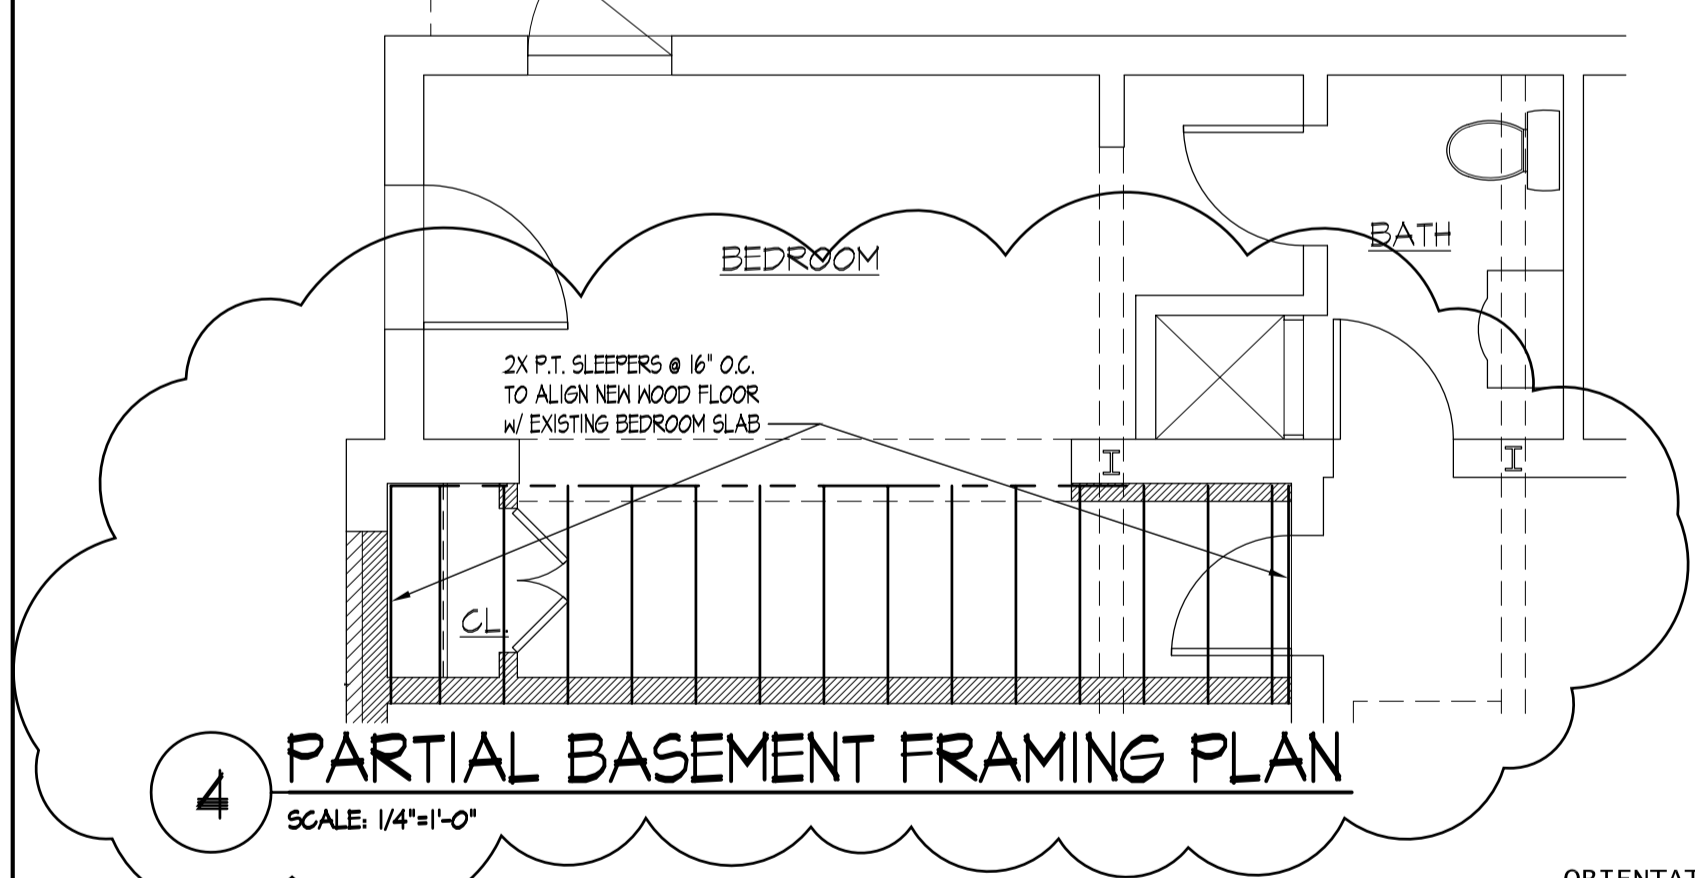 BEDROOM
BATH
2X P.T. SLEEPERS @ 16" O.C.
TO ALIGN NEW WOOD FLOOR
W/ EXISTING BEDROOM SLAB
CL.
4
PARTIAL BASEMENT FRAMING PLAN
SCALE: 1/4"=1'-0"